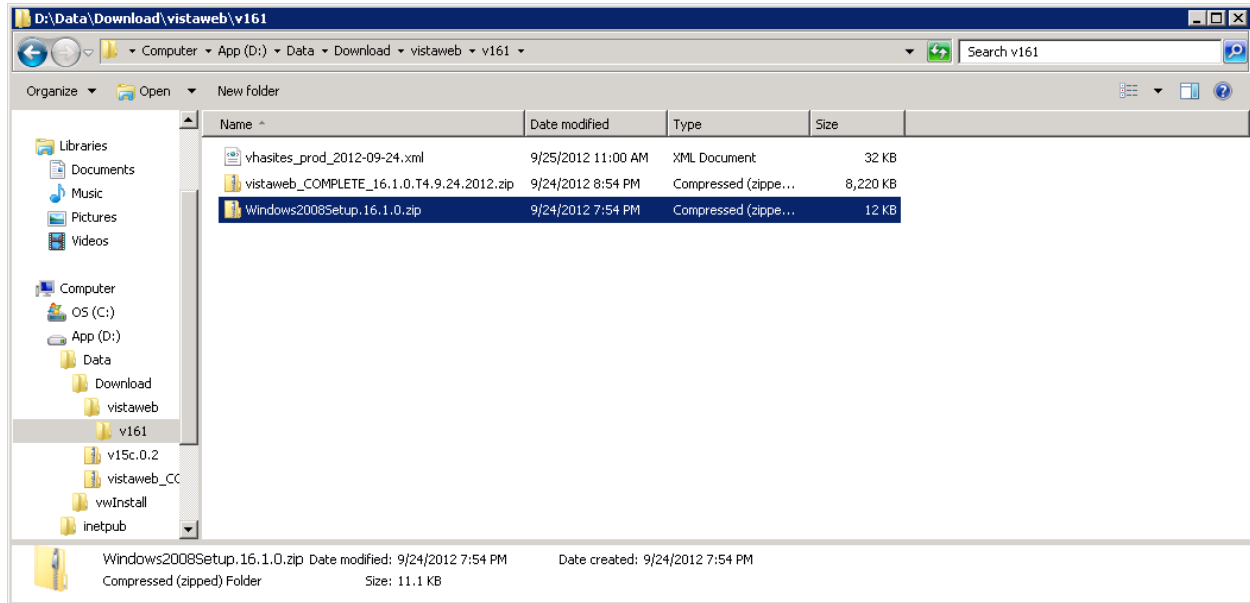 D:\Data\Download\vistaweb\v161
Computer App (D:) Data Download vistaweb v161
Search v161
Organize Open New folder
Name Date modified Type Size
vhasites_prod_2012-09-24.xml 9/25/2012 11:00 AM XML Document 32 KB
vistaweb_COMPLETE_16.1.0.T4.9.24.2012.zip 9/24/2012 8:54 PM Compressed (zippe... 8,220 KB
Windows2008Setup.16.1.0.zip 9/24/2012 7:54 PM Compressed (zippe... 12 KB
Libraries
Documents
Music
Pictures
Videos
Computer
OS (C:)
App (D:)
Data
Download
vistaweb
v161
v15c.0.2
vistaweb_CO
vwInstall
inetpub
Windows2008Setup.16.1.0.zip Date modified: 9/24/2012 7:54 PM Date created: 9/24/2012 7:54 PM
Compressed (zipped) Folder Size: 11.1 KB